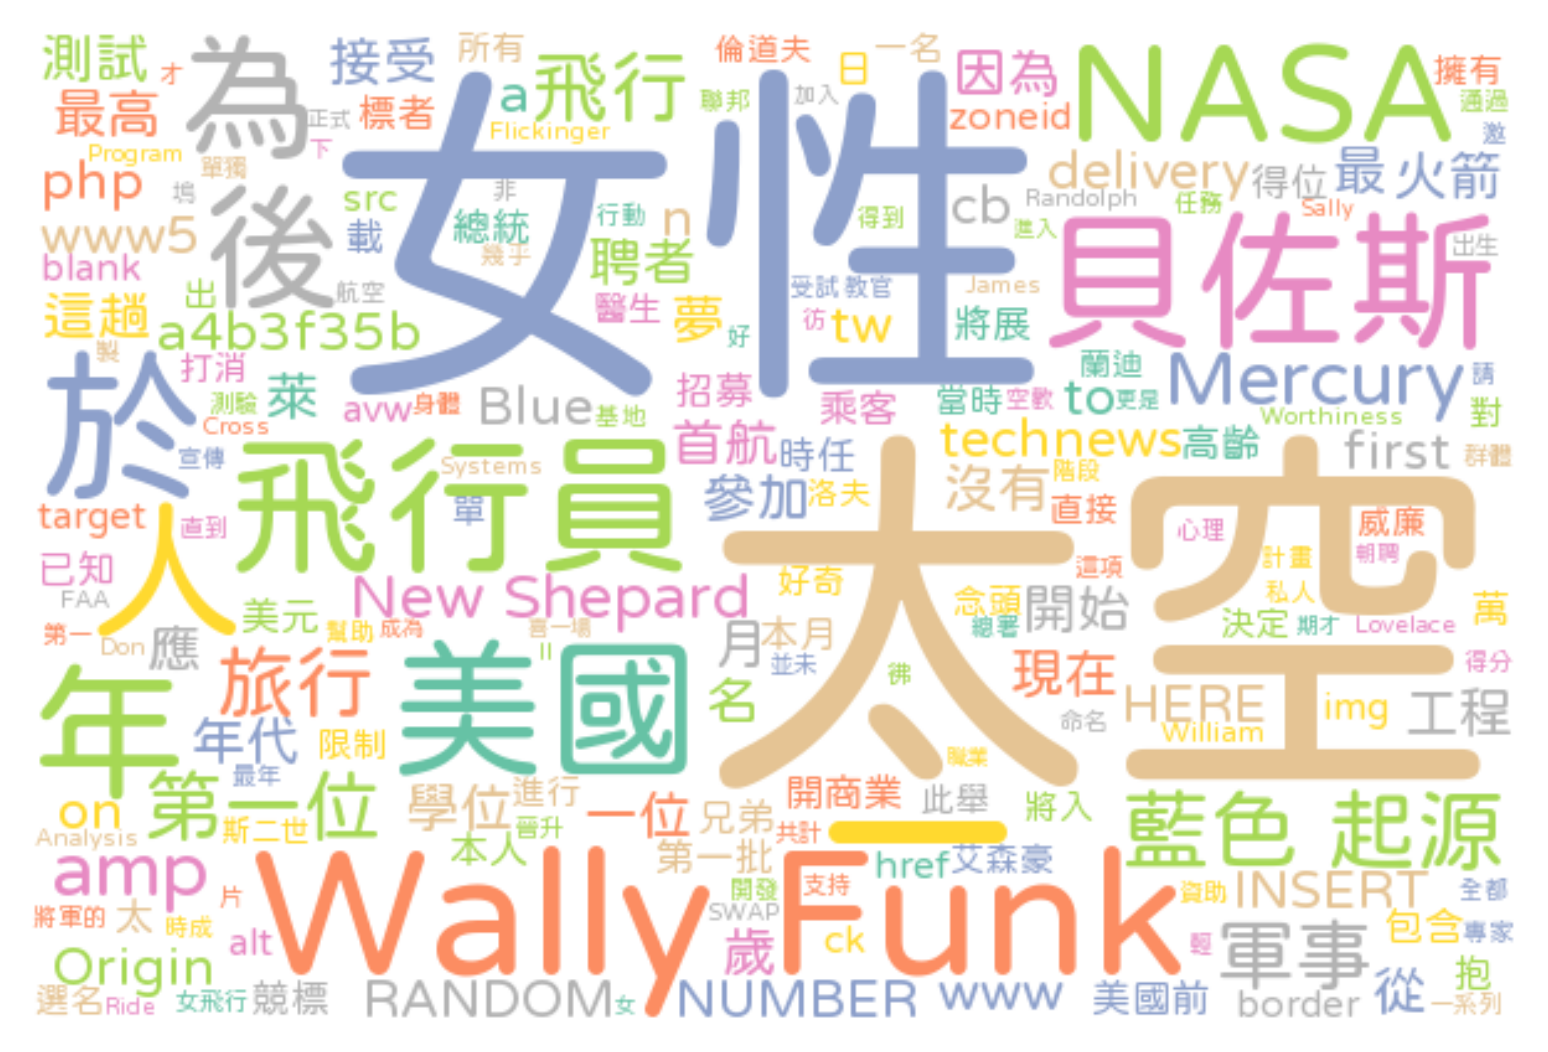 測試 才 為 接受 所有 a 飛行 倫道夫 日 一名 因為 NASA 擁有
最高 正式 標者 Flickinger 聯邦 加入 zoneid 通過
Program 單獨 下 女性 邀
php 塢 src 非 delivery 得位 最 火箭
www5 後 載 總統 行動 n 得到 cb Randolph 任務 Sally
blank 幾乎 聘者 進入 貝佐斯 出生
這趟 出 航空 醫生 夢 受試 教官 James
a4b3f35b 好 彷 tw 將展
製 打消 萊 招募 蘭迪 Mercury 請
於 測驗 avw 身體 Blue 基地 乘客 當時 空歡 to 更是 Worthiness 對
Cross 宣傳 飛行員 Systems 首航 時任 technews 高齡 first 群體
target 人 直到 單 參加 洛夫 沒有 階段 直接 太空 心理 威廉
已知 New Shepard 好奇 這項 計畫 朝聘
FAA 美元 念頭 開始 私人 萬
第一 Don 應 幫助 成為 喜一場 月 本月 總署 決定 期才 Lovelace
年 旅行 美國 II 並未 彿 現在 得分
年代 限制 名 命名 HERE William img 工程
最年 職業
on 第一位 學位 進行 一位 兄弟 開商業 此舉 將入 藍色 起源
Analysis 斯二世 本人 晉升 共計 一
amp Wally Funk 第一批 href 艾森豪
將軍的 太 片 開發 支持 資助 INSERT 全都
時成 alt SWAP 歲 ck 輕 軍事 包含 專家
Origin 抱
選名 Ride 女飛行 競標 RANDOM 女 NUMBER www 美國前 border 從 一系列